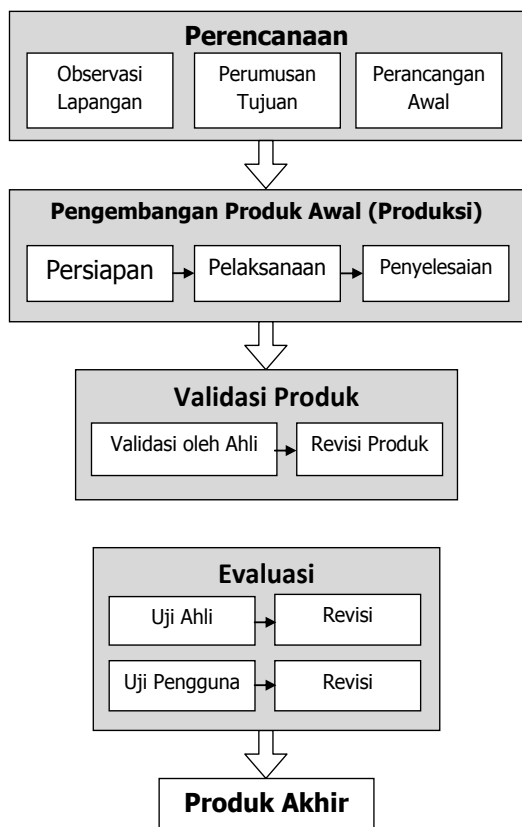 Perencanaan
Observasi
Lapangan
Perumusan
Tujuan
Perancangan
Awal
Pengembangan Produk Awal (Produksi)
Persiapan
Pelaksanaan
Penyelesaian
Validasi Produk
Validasi oleh Ahli
Revisi Produk
Evaluasi
Uji Ahli
Revisi
Uji Pengguna
Revisi
Produk Akhir